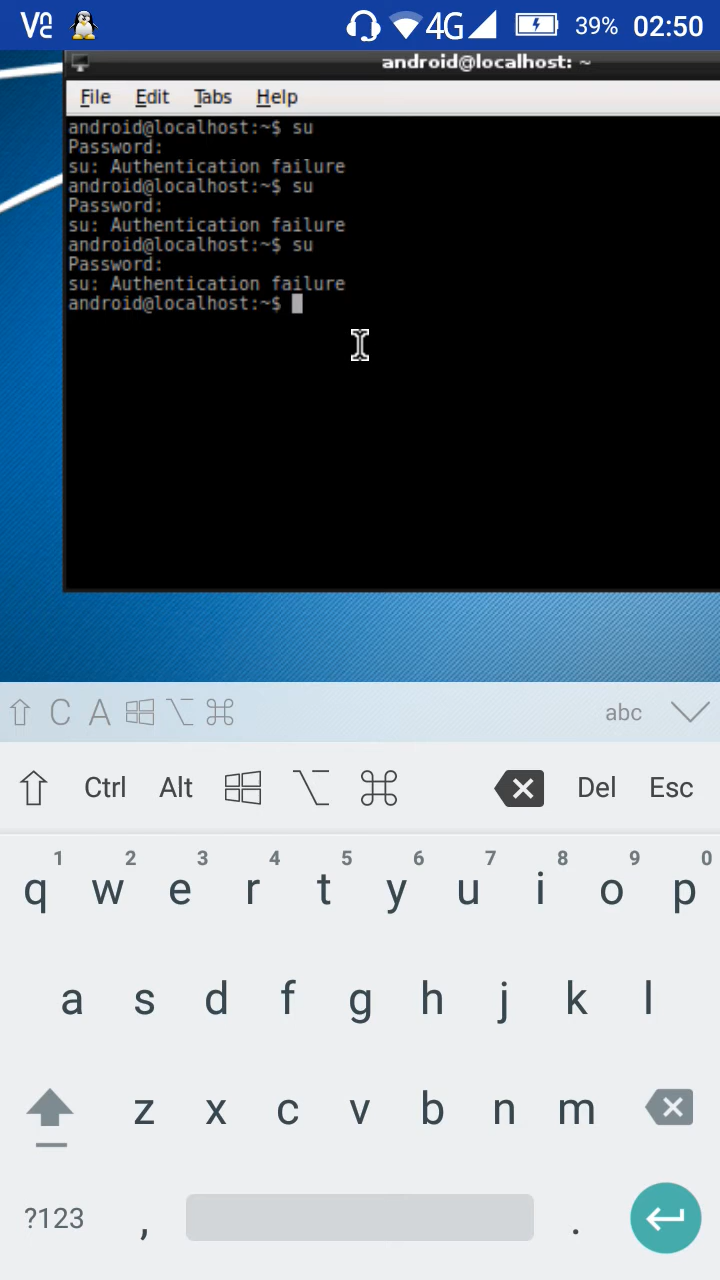 4G 39% 02:50
android@localhost: ~
File Edit Tabs Help
android@localhost:~$ su
Password:
su: Authentication failure
android@localhost:~$ su
Password:
su: Authentication failure
android@localhost:~$ su
Password:
su: Authentication failure
android@localhost:~$
C A abc
Ctrl Alt Del Esc
1 2 3 4 5 6 7 8 9 0
q w e r t y u i o p
a s d f g h j k l
z x c v b n m
?123 , .